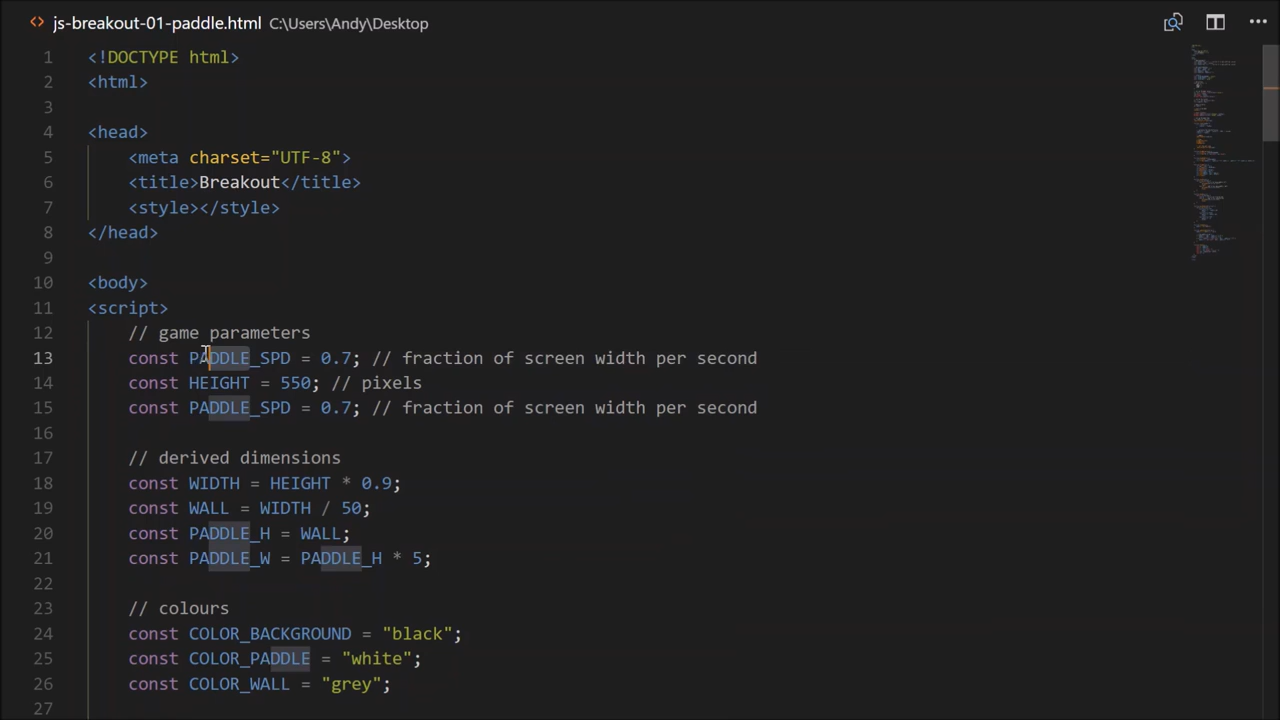 js-breakout-01-paddle.html C:\Users\Andy\Desktop
1 <!DOCTYPE html>
2 <html>
3
4 <head>
5 <meta charset="UTF-8">
6 <title>Breakout</title>
7 <style></style>
8 </head>
9
10 <body>
11 <script>
12 // game parameters
13 const PADDLE_SPD = 0.7; // fraction of screen width per second
14 const HEIGHT = 550; // pixels
15 const PADDLE_SPD = 0.7; // fraction of screen width per second
16
17 // derived dimensions
18 const WIDTH = HEIGHT * 0.9;
19 const WALL = WIDTH / 50;
20 const PADDLE_H = WALL;
21 const PADDLE_W = PADDLE_H * 5;
22
23 // colours
24 const COLOR_BACKGROUND = "black";
25 const COLOR_PADDLE = "white";
26 const COLOR_WALL = "grey";
27